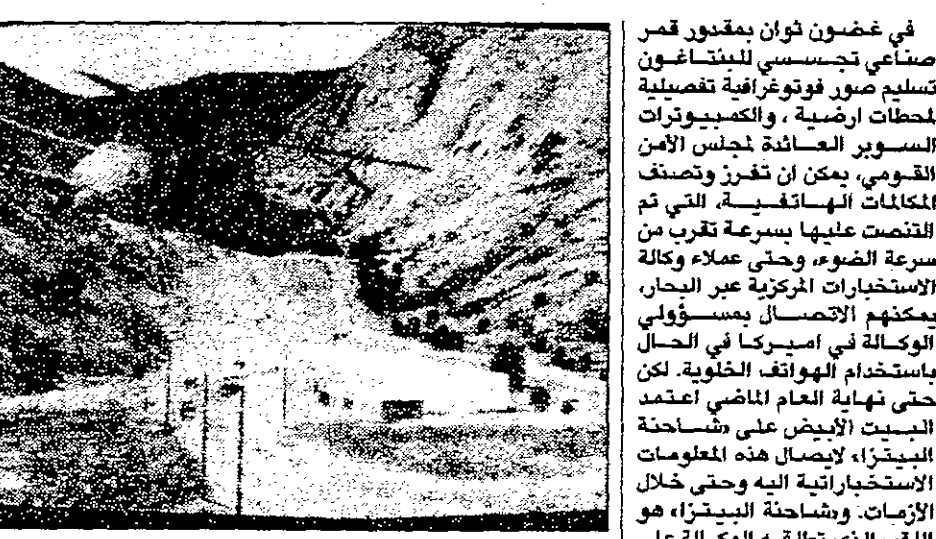 في غضون ثوان بمقدور قمر
صناعي تجسسي للبنتاغون
تسليم صور فوتوغرافية تفصيلية
لمحطات ارضية ، والكمبيوترات
السوبر العائدة لمجلس الأمن
القومي، يمكن ان تفرز وتصنف
المكالمات الهاتفية، التي تم
التنصت عليها بسرعة تقرب من
سرعة الضوء، وحتى عملاء وكالة
الاستخبارات المركزية عبر البحار،
يمكنهم الاتصال بمسؤولي
الوكالة في اميركا في الحال
باستخدام الهواتف الخلوية. لكن
حتى نهاية العام الماضي اعتمد
البيت الأبيض على «شاحنة
البيتزا» لايصال هذه المعلومات
الاستخباراتية اليه وحتى خلال
الأزمات. و«شاحنة البيتزا» هو